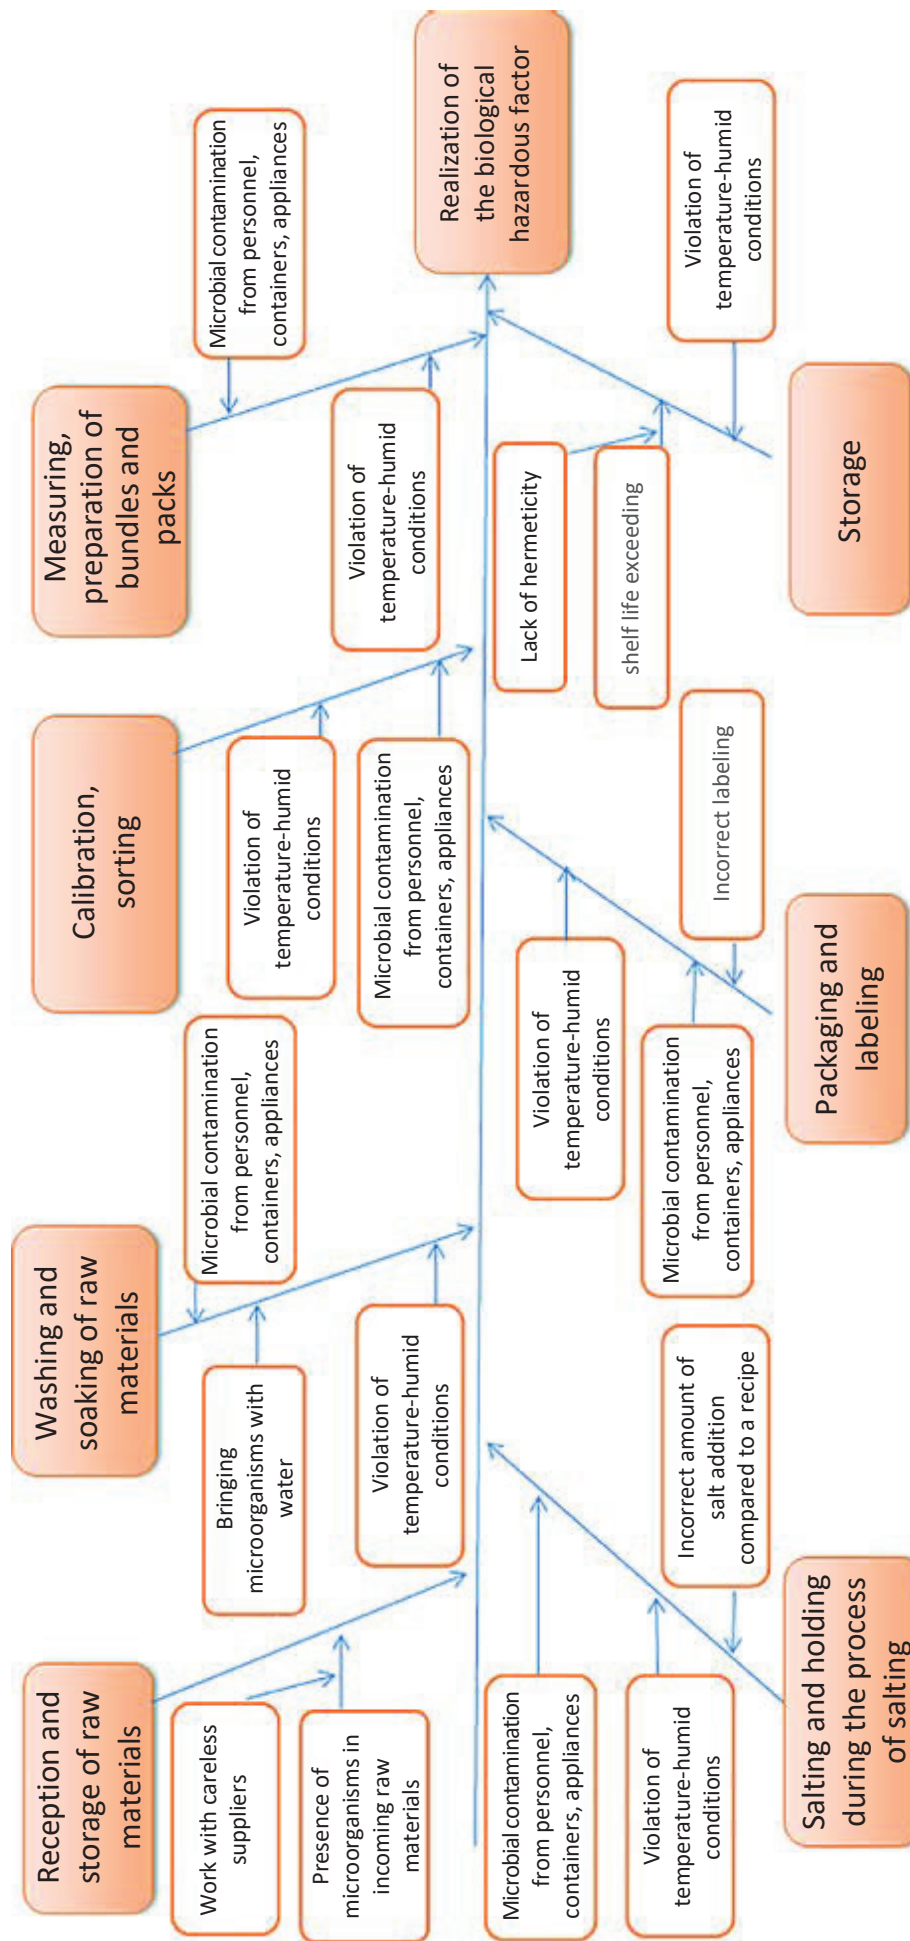 Reception and
storage of raw
materials
Work with careless
suppliers
Presence of
microorganisms in
incoming raw
materials
Washing and
soaking of raw
materials
Microbial contamination
from personnel,
containers, appliances
Bringing
microorganisms with
water
Violation of
temperature-humid
conditions
Calibration,
sorting
Violation of
temperature-humid
conditions
Microbial contamination
from personnel,
containers, appliances
Measuring,
preparation of
bundles and
packs
Microbial contamination
from personnel,
containers, appliances
Violation of
temperature-humid
conditions
Realization of
the biological
hazardous factor
Microbial contamination
from personnel,
containers, appliances
Violation of
temperature-humid
conditions
Incorrect amount of
salt addition
compared to a recipe
Salting and holding
during the process
of salting
Violation of
temperature-humid
conditions
Microbial contamination
from personnel,
containers, appliances
Incorrect labeling
Packaging and
labeling
Lack of hermeticity
shelf life exceeding
Violation of
temperature-humid
conditions
Storage